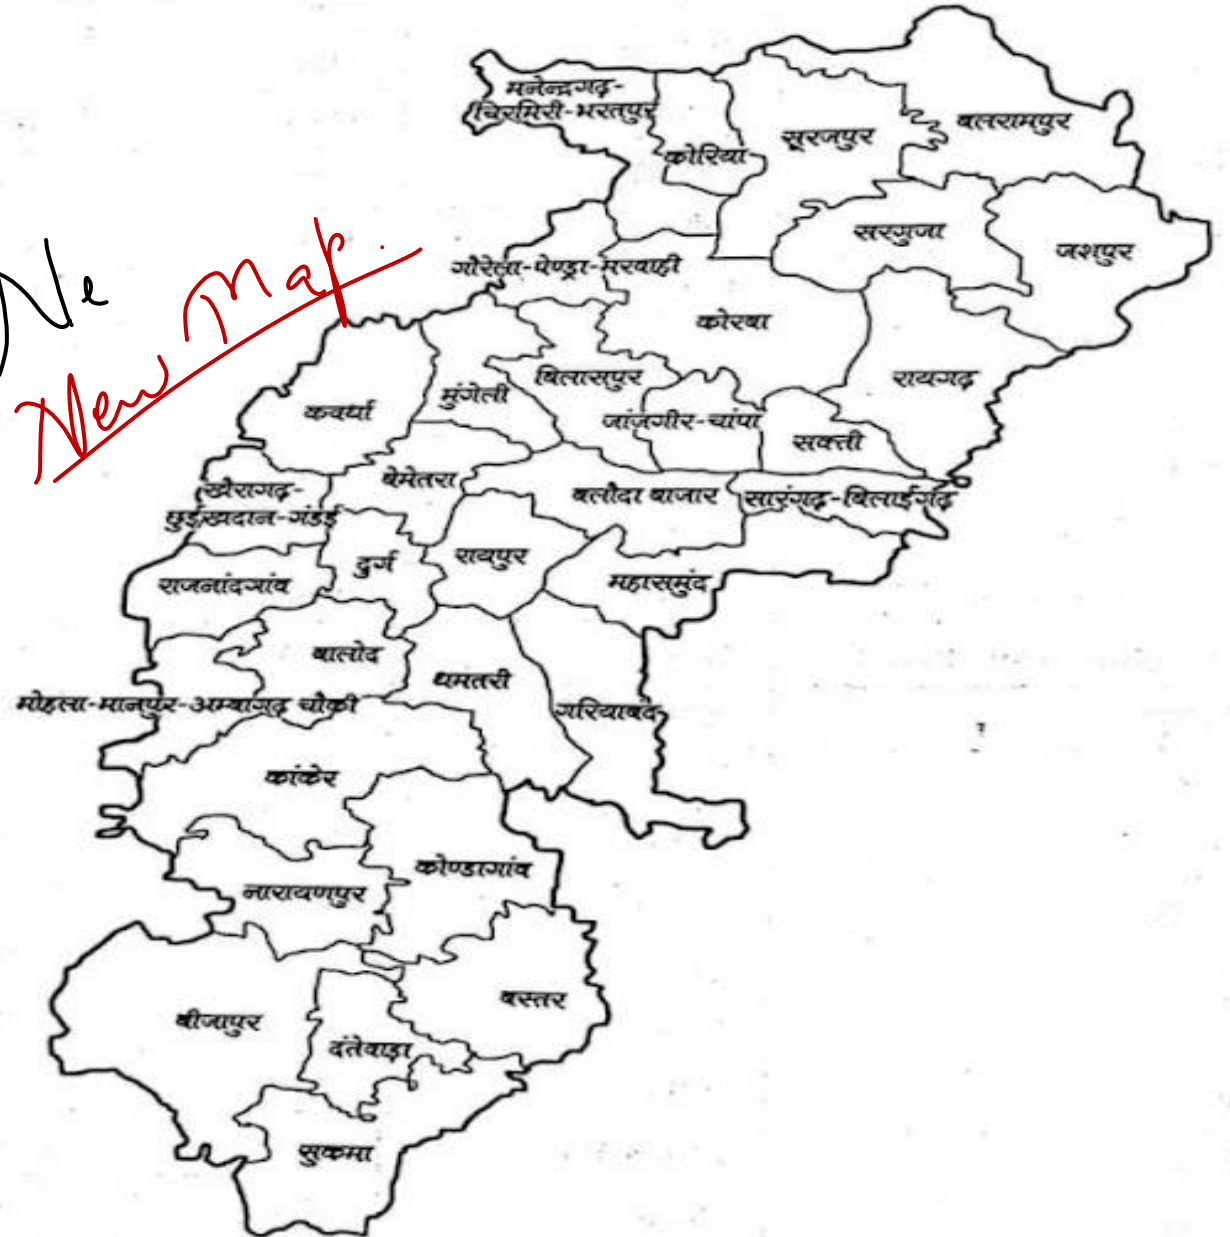 मनेन्द्रगढ़-
चिरमिरी-भरतपुर
कोरिया
सूरजपुर
बलरामपुर
सरगुजा
जशपुर
गौरेला-पेण्ड्रा-मरवाही
कोरबा
Ne
New Map.
रायगढ़
कवर्धा
मुंगेली
बिलासपुर
जांजगीर-चांपा
सक्ती
खैरागढ़-
छुईखदान-गंडई
बेमेतरा
बलौदा बाजार
सारंगढ़-बिलाईगढ़
राजनांदगांव
दुर्ग
रायपुर
महासमुंद
बालोद
धमतरी
गरियाबंद
मोहला-मानपुर-अम्बागढ़ चौकी
कांकेर
कोण्डागांव
नारायणपुर
बस्तर
बीजापुर
दंतेवाड़ा
सुकमा